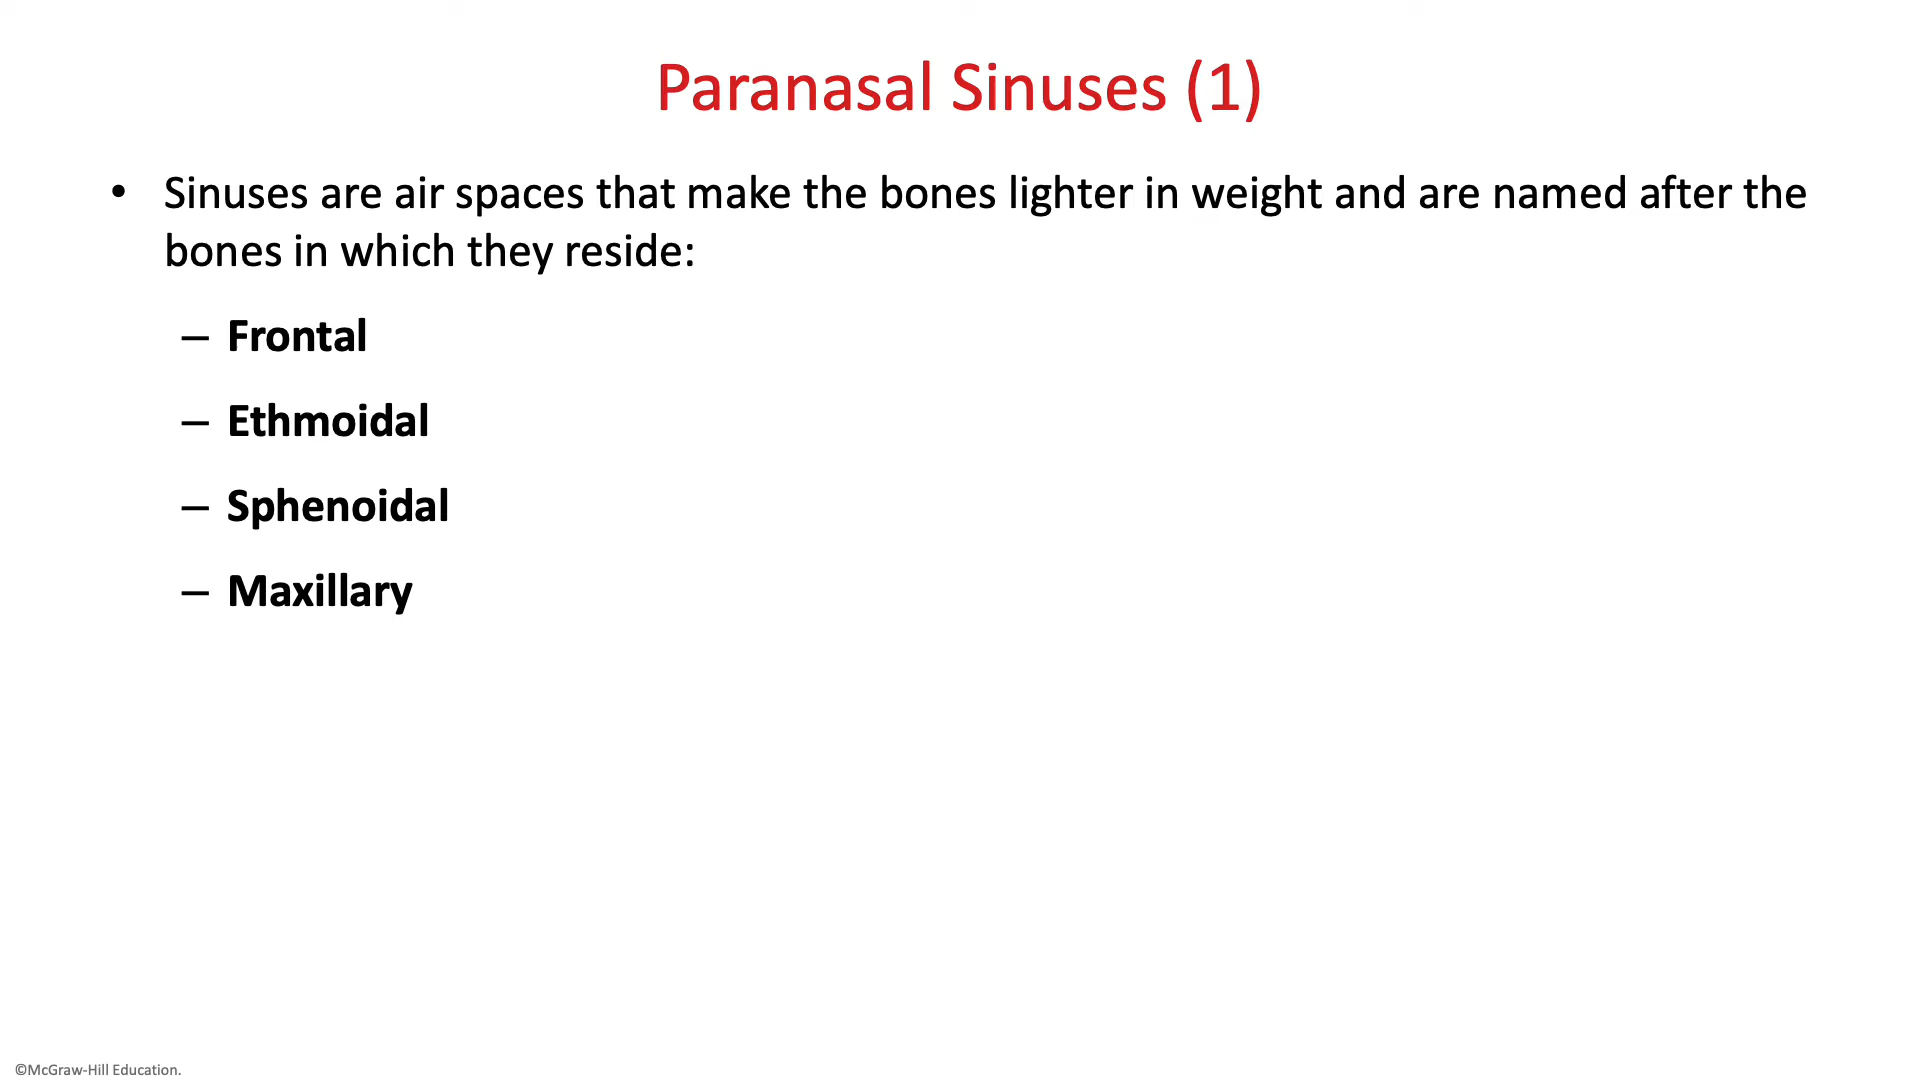 Paranasal Sinuses (1)
• Sinuses are air spaces that make the bones lighter in weight and are named after the
bones in which they reside:
– Frontal
– Ethmoidal
– Sphenoidal
– Maxillary
©McGraw-Hill Education.